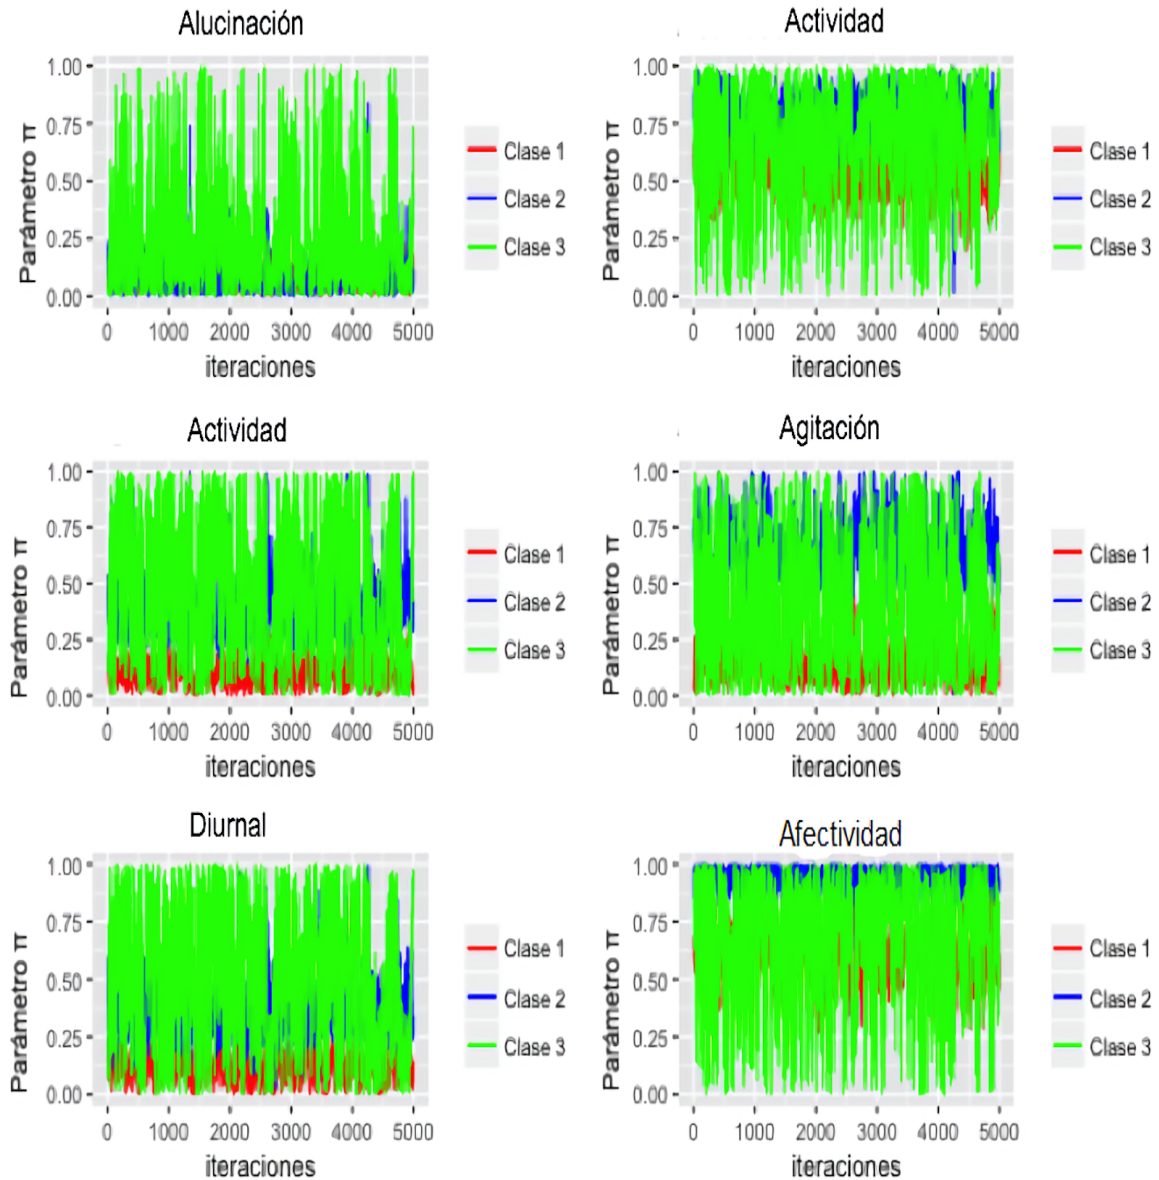 Alucinación
Parámetro π
1.00
0.75
0.50
0.25
0.00
0 1000 2000 3000 4000 5000
iteraciones
Clase 1
Clase 2
Clase 3
Actividad
Parámetro π
1.00
0.75
0.50
0.25
0.00
0 1000 2000 3000 4000 5000
iteraciones
Clase 1
Clase 2
Clase 3
Actividad
Parámetro π
1.00
0.75
0.50
0.25
0.00
0 1000 2000 3000 4000 5000
iteraciones
Clase 1
Clase 2
Clase 3
Agitación
Parámetro π
1.00
0.75
0.50
0.25
0.00
0 1000 2000 3000 4000 5000
iteraciones
Clase 1
Clase 2
Clase 3
Diurnal
Parámetro π
1.00
0.75
0.50
0.25
0.00
0 1000 2000 3000 4000 5000
iteraciones
Clase 1
Clase 2
Clase 3
Afectividad
Parámetro π
1.00
0.75
0.50
0.25
0.00
0 1000 2000 3000 4000 5000
iteraciones
Clase 1
Clase 2
Clase 3